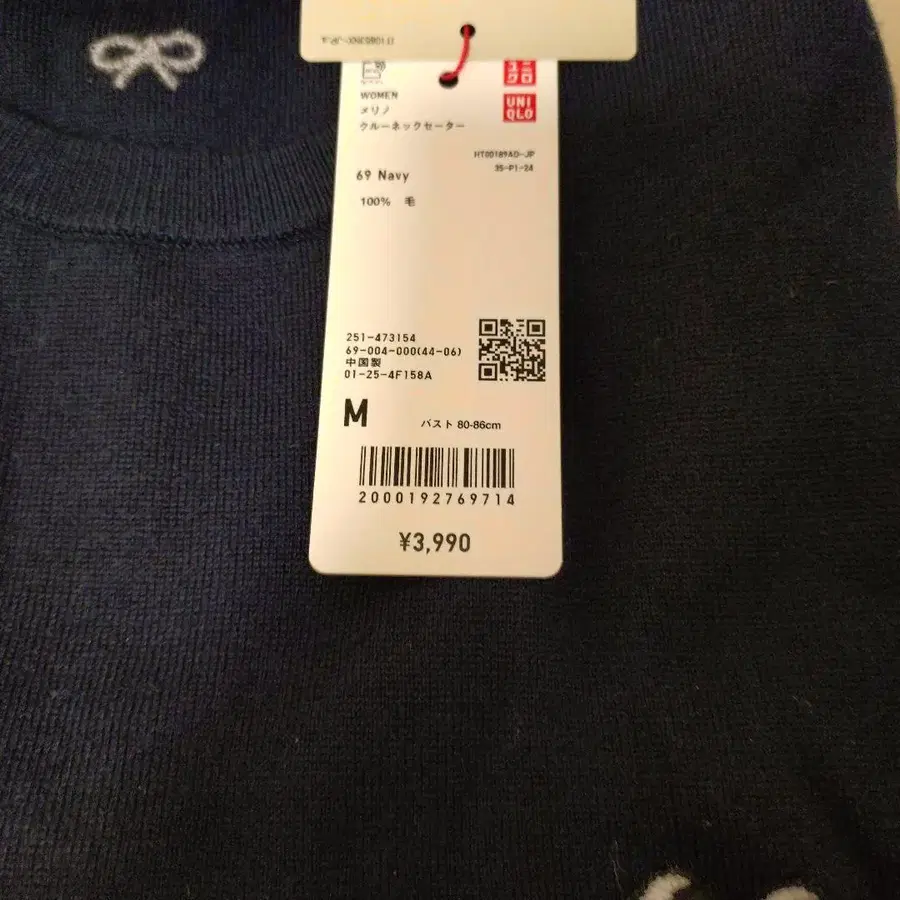 WOMEN
メリノ
クルーネックセーター
ユニ
クロ
UNI
QLO
HT00189AD-JP
35-P1-24
69 Navy
100% 毛
251-473154
69-004-000(44-06)
中国製
01-25-4F158A
M バスト 80-86cm
2000192769714
¥3,990